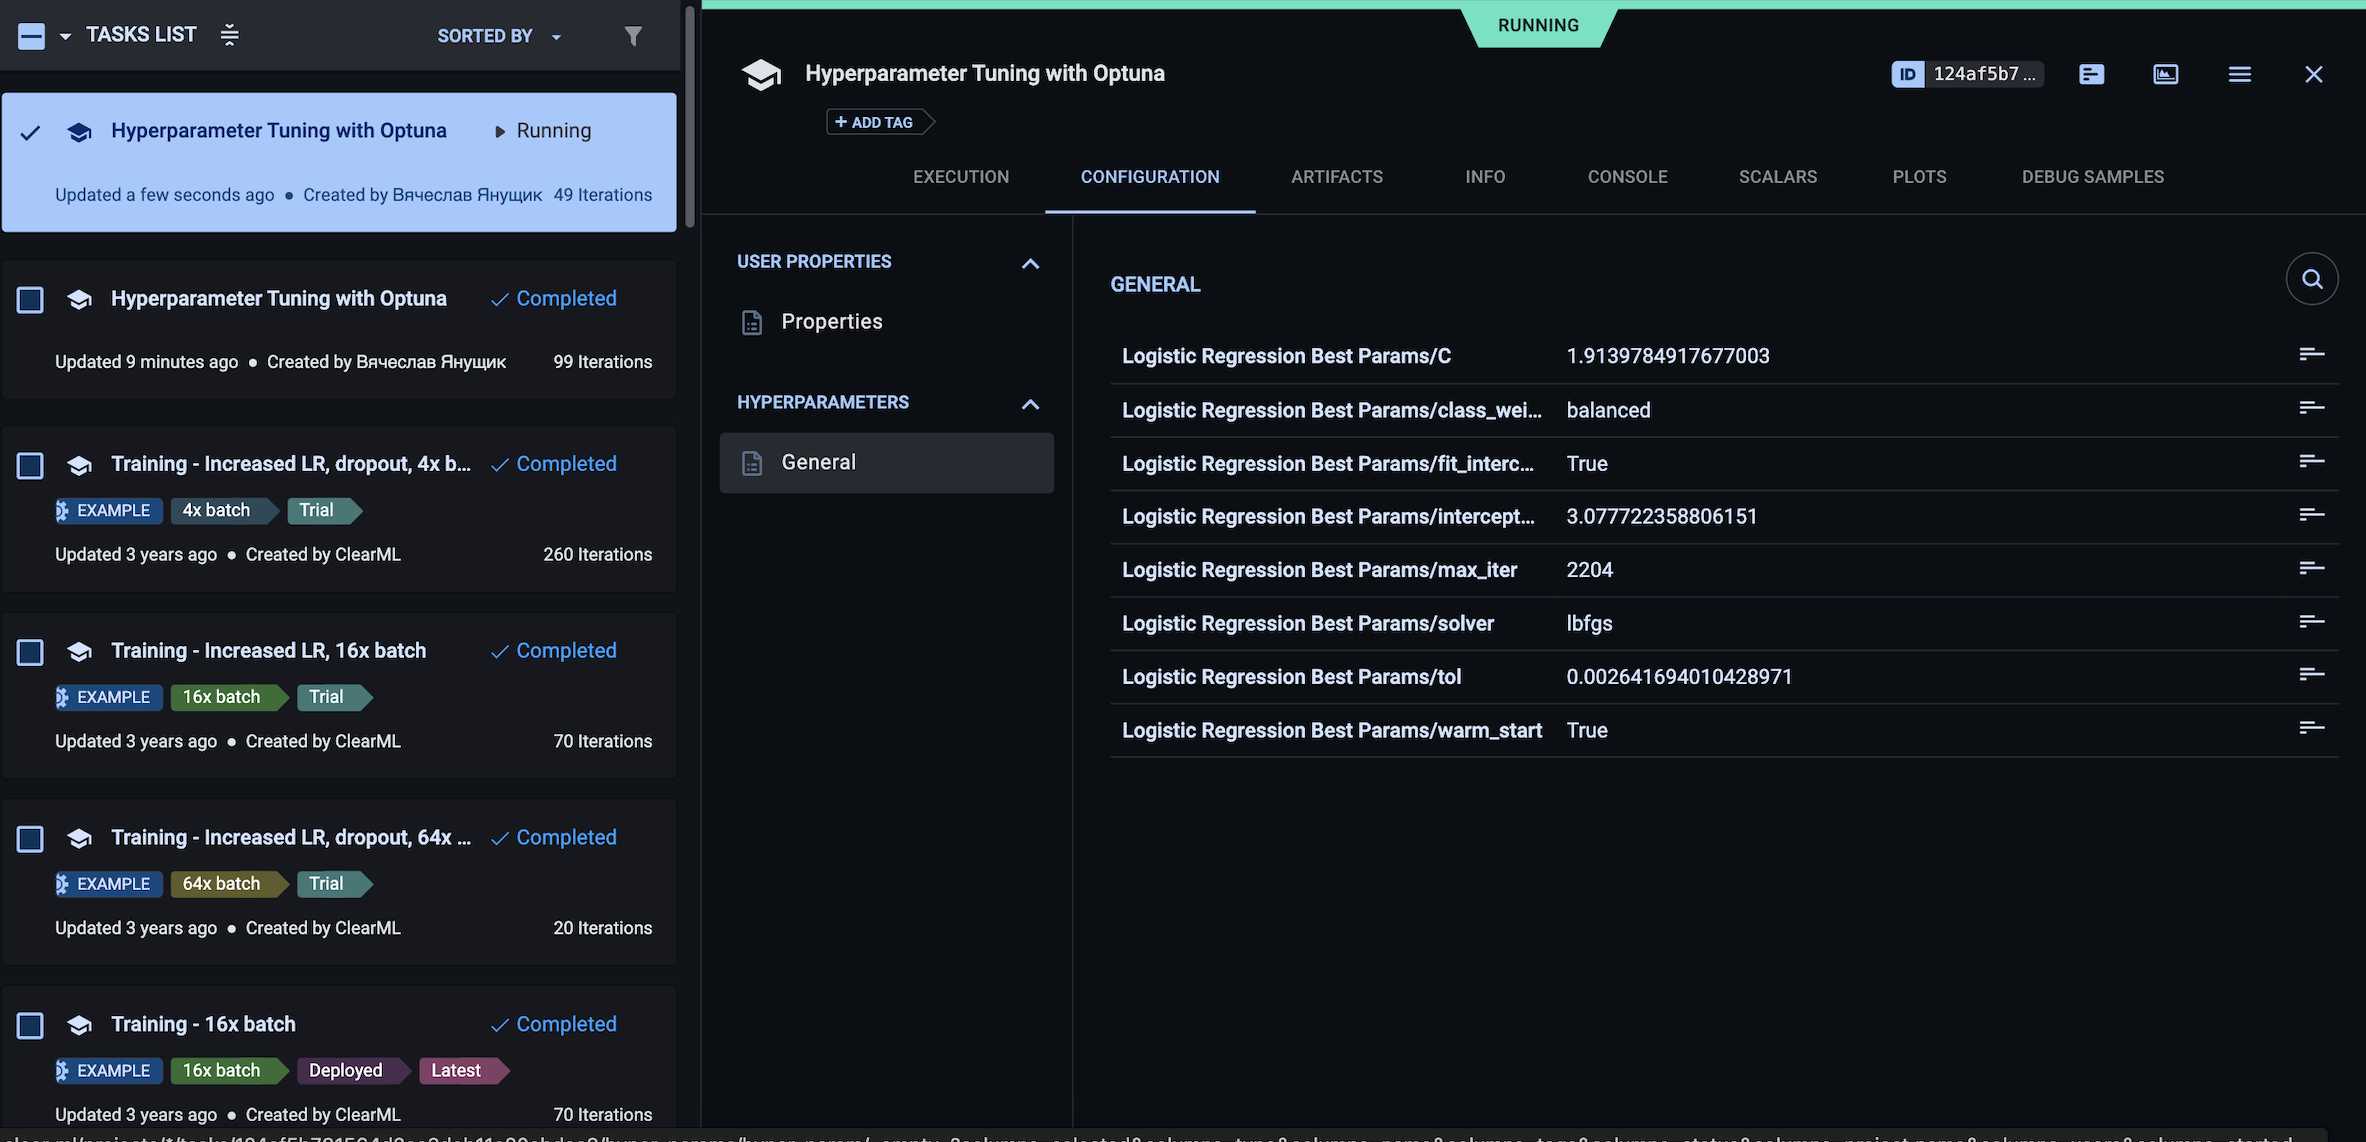 TASKS LIST
SORTED BY
Hyperparameter Tuning with Optuna
Running
Updated a few seconds ago • Created by Вячеслав Янущик 49 Iterations
Hyperparameter Tuning with Optuna
Completed
Updated 9 minutes ago • Created by Вячеслав Янущик 99 Iterations
Training - Increased LR, dropout, 4x b...
Completed
EXAMPLE 4x batch Trial
Updated 3 years ago • Created by ClearML 260 Iterations
Training - Increased LR, 16x batch
Completed
EXAMPLE 16x batch Trial
Updated 3 years ago • Created by ClearML 70 Iterations
Training - Increased LR, dropout, 64x ...
Completed
EXAMPLE 64x batch Trial
Updated 3 years ago • Created by ClearML 20 Iterations
Training - 16x batch
Completed
EXAMPLE 16x batch Deployed Latest
Updated 3 years ago • Created by ClearML 70 Iterations
RUNNING
Hyperparameter Tuning with Optuna
ID 124af5b7 ...
+ ADD TAG
EXECUTION CONFIGURATION ARTIFACTS INFO CONSOLE SCALARS PLOTS DEBUG SAMPLES
USER PROPERTIES
Properties
HYPERPARAMETERS
General
GENERAL
Logistic Regression Best Params/C 1.9139784917677003
Logistic Regression Best Params/class_wei... balanced
Logistic Regression Best Params/fit_interc... True
Logistic Regression Best Params/intercept... 3.077722358806151
Logistic Regression Best Params/max_iter 2204
Logistic Regression Best Params/solver lbfgs
Logistic Regression Best Params/tol 0.002641694010428971
Logistic Regression Best Params/warm_start True